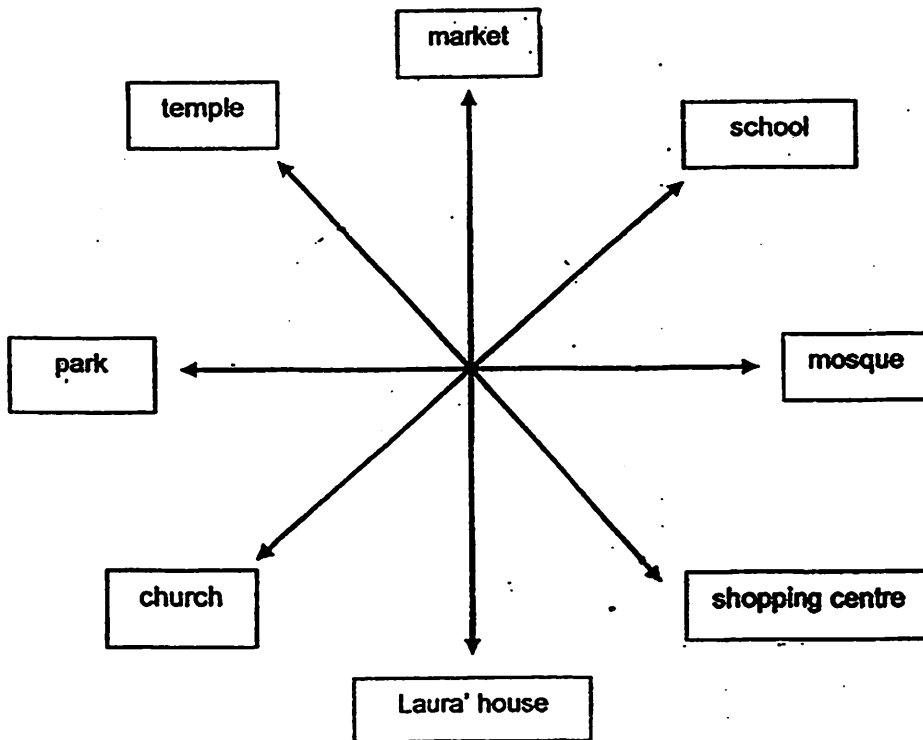 market
temple
school
park
mosque
church
shopping centre
Laura' house